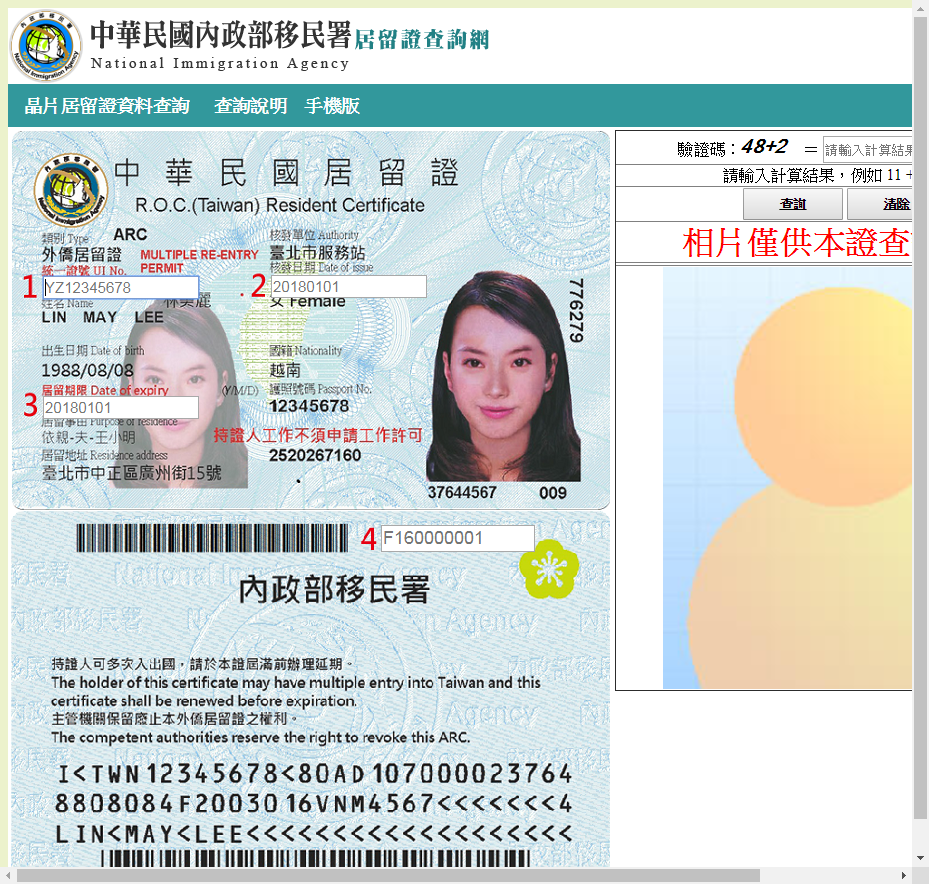 中華民國內政部移民署居留證查詢網
National Immigration Agency
晶片居留證資料查詢 查詢說明 手機版
中華民國居留證
R.O.C.(Taiwan) Resident Certificate
類別 Type ARC
核發單位 Authority
外僑居留證 MULTIPLE RE-ENTRY PERMIT
臺北市服務站
統一證號 UI No.
核發日期 Date of issue
1 YZ12345678
.2 20180101
姓名 Name 林美麗
女 Female
LIN MAY LEE
776279
出生日期 Date of birth
國籍 Nationality
1988/08/08
越南
居留期限 Date of expiry (Y/M/D)
護照號碼 Passport No.
3 20180101
12345678
居留事由 Purpose of residence
依親-夫-王小明
持證人工作不須申請工作許可
居留地址 Residence address
2520267160
臺北市中正區廣州街15號
37644567 009
4 F160000001
內政部移民署
持證人可多次入出國，請於本證屆滿前辦理延期。
The holder of this certificate may have multiple entry into Taiwan and this
certificate shall be renewed before expiration.
主管機關保留廢止本外僑居留證之權利。
The competent authorities reserve the right to revoke this ARC.
I<TWN12345678<80AD107000023764
8808084F2003016VNM4567<<<<<<<4
LIN<MAY<LEE<<<<<<<<<<<<<<<<<<<
驗證碼：48+2 = 請輸入計算結果
請輸入計算結果，例如 11 +
查詢 清除
相片僅供本證查